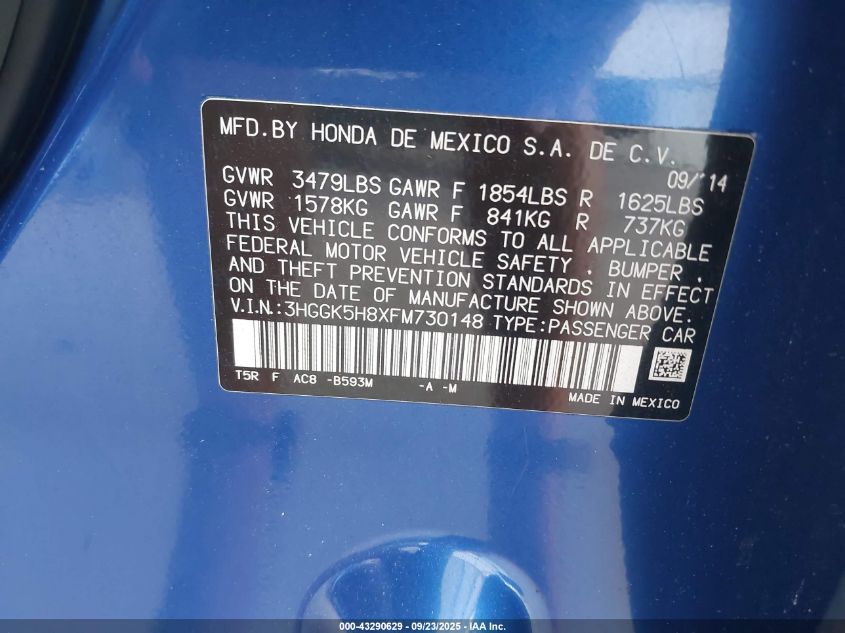 MFD.BY HONDA DE MEXICO S.A. DE C.V.
09/'14
GVWR 3479LBS GAWR F 1854LBS R 1625LBS
GVWR 1578KG GAWR F 841KG R 737KG
THIS VEHICLE CONFORMS TO ALL APPLICABLE
FEDERAL MOTOR VEHICLE SAFETY , BUMPER ,
AND THEFT PREVENTION STANDARDS IN EFFECT
ON THE DATE OF MANUFACTURE SHOWN ABOVE.
V.I.N.:3HGGK5H8XFM730148 TYPE:PASSENGER CAR
T5R F AC8 -B593M -A -M
MADE IN MEXICO
000-43290629 - 09/23/2025 - IAA Inc.